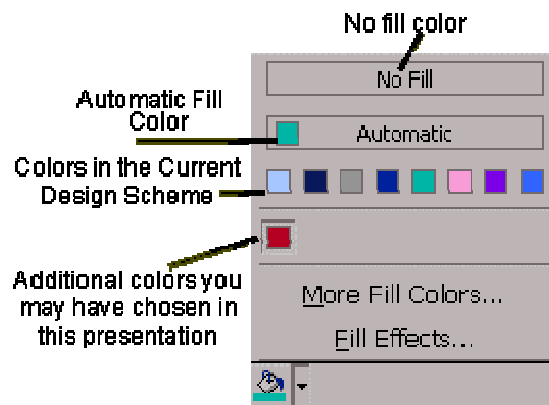 No fill color
No Fill
Automatic Fill
Color
Automatic
Colors in the Current
Design Scheme
Additional colors you
may have chosen in
this presentation
More Fill Colors...
Fill Effects...